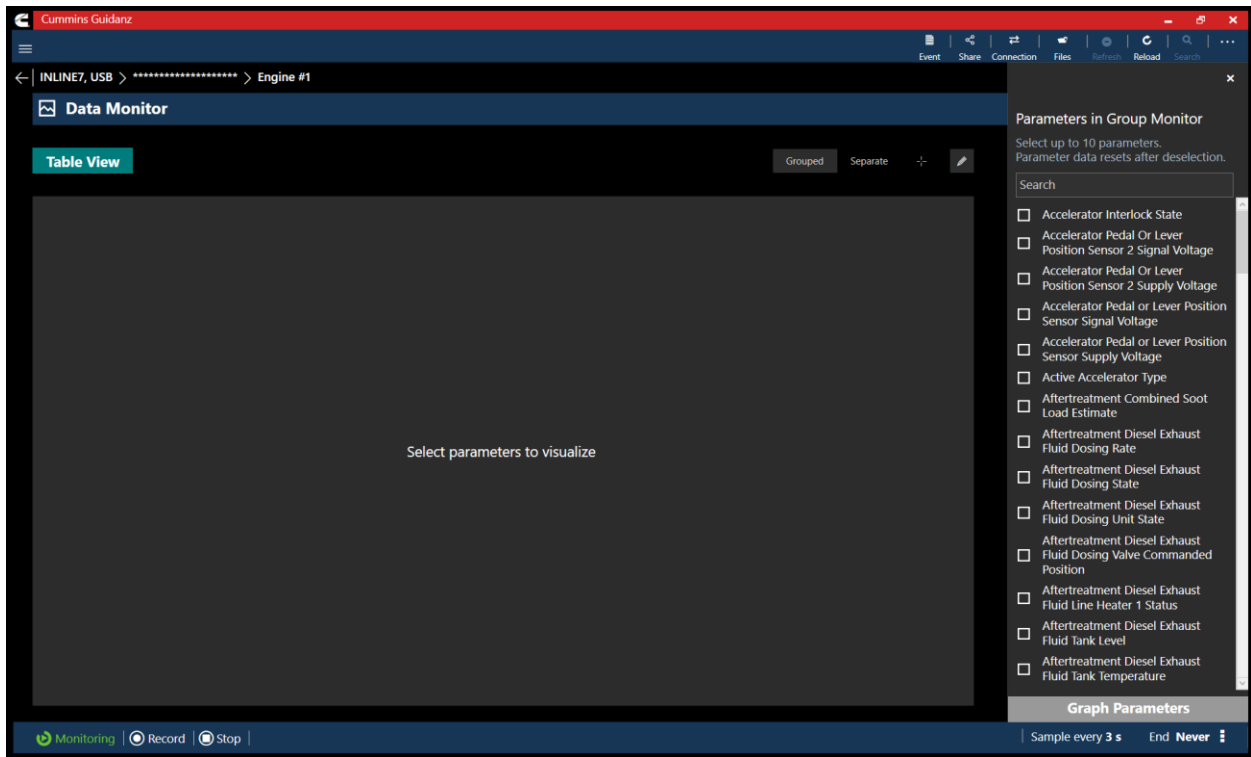 Cummins Guidanz
Event
Share
Connection
Files
Refresh
Reload
Search
INLINE7, USB > ******************** > Engine #1
Data Monitor
Table View
Grouped
Separate
Select parameters to visualize
Parameters in Group Monitor
Select up to 10 parameters.
Parameter data resets after deselection.
Search
Accelerator Interlock State
Accelerator Pedal Or Lever
Position Sensor 2 Signal Voltage
Accelerator Pedal Or Lever
Position Sensor 2 Supply Voltage
Accelerator Pedal or Lever Position
Sensor Signal Voltage
Accelerator Pedal or Lever Position
Sensor Supply Voltage
Active Accelerator Type
Aftertreatment Combined Soot
Load Estimate
Aftertreatment Diesel Exhaust
Fluid Dosing Rate
Aftertreatment Diesel Exhaust
Fluid Dosing State
Aftertreatment Diesel Exhaust
Fluid Dosing Unit State
Aftertreatment Diesel Exhaust
Fluid Dosing Valve Commanded
Position
Aftertreatment Diesel Exhaust
Fluid Line Heater 1 Status
Aftertreatment Diesel Exhaust
Fluid Tank Level
Aftertreatment Diesel Exhaust
Fluid Tank Temperature
Graph Parameters
Monitoring
Record
Stop
Sample every 3 s
End Never